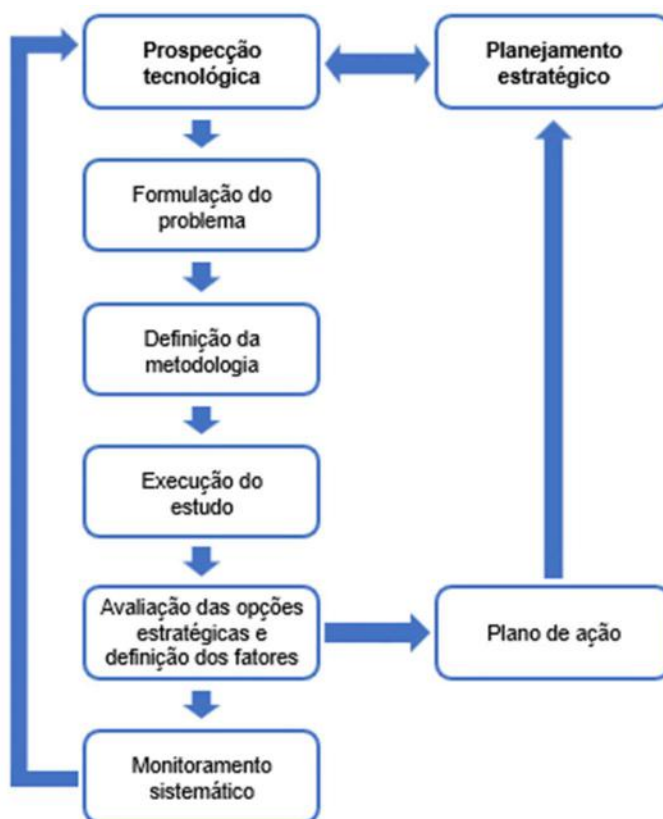 Prospecção
tecnológica
Planejamento
estratégico
Formulação do
problema
Definição da
metodologia
Execução do
estudo
Avaliação das opções
estratégicas e
definição dos fatores
Plano de ação
Monitoramento
sistemático